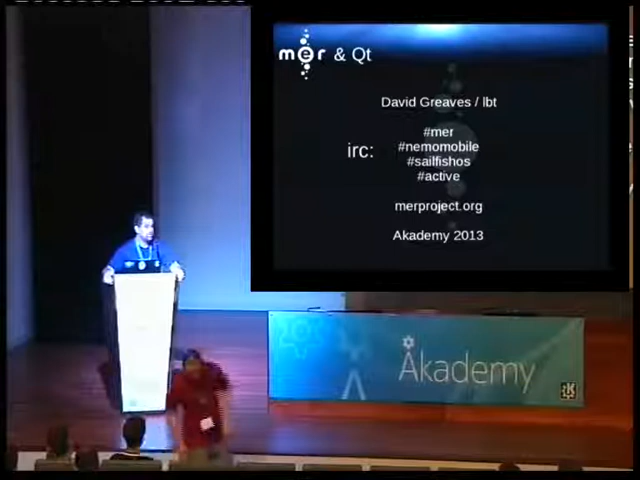 mer & Qt
David Greaves / lbt
irc:
#mer
#nemomobile
#sailfishos
#active
merproject.org
Akademy 2013
Akademy